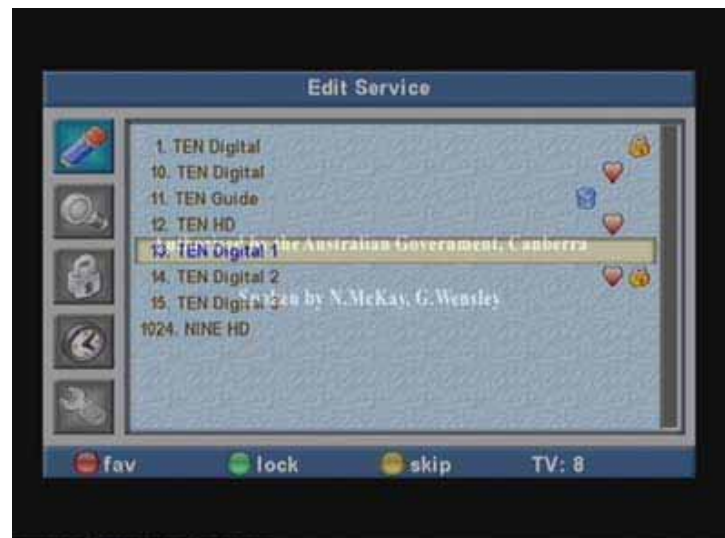 Edit Service
1. TEN Digital
10. TEN Digital
11. TEN Guide
12. TEN HD
the Australian Government, Canberra
13. TEN Digital 1
14. TEN Digital 2
15. TEN Digital 3
by N.McKay, G.Wensley
1024. NINE HD
fav lock skip TV: 8